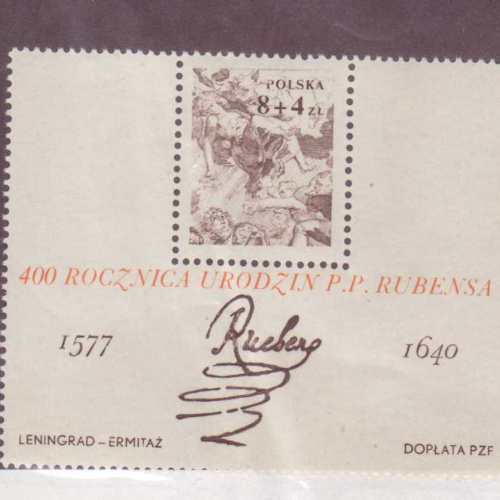 POLSKA
8+4 ZŁ
400 ROCZNICA URODZIN P.P. RUBENSA
1577 1640
LENINGRAD – ERMITAŻ DOPŁATA PZF